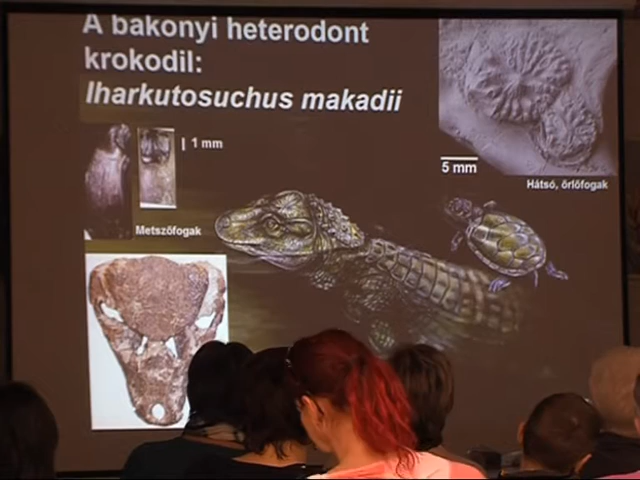 A bakonyi heterodont
krokodil:
Iharkutosuchus makadii
1 mm
Metszőfogak
5 mm
Hátsó, őrlőfogak